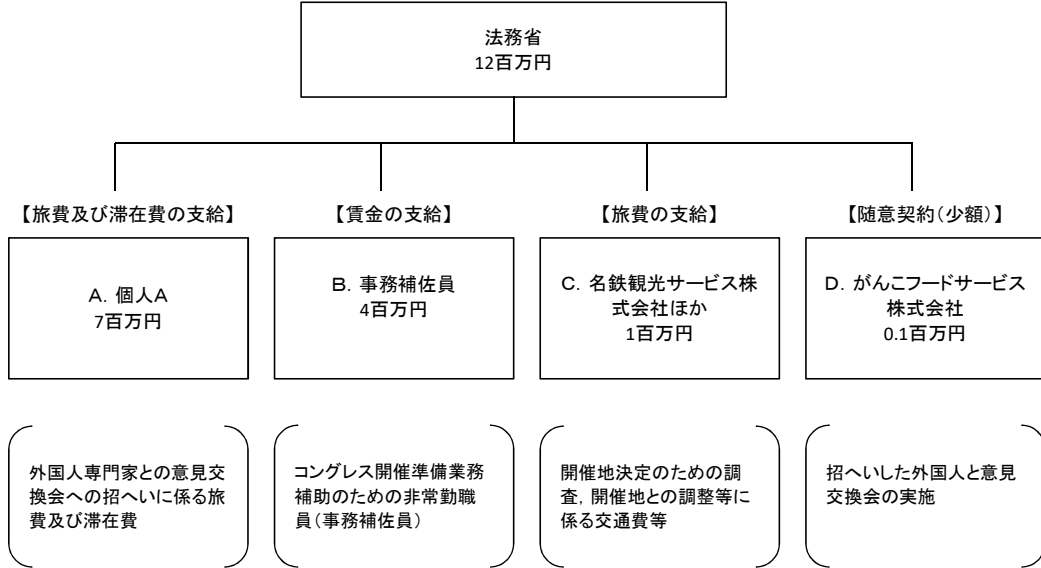 法務省
12百万円
【旅費及び滞在費の支給】
【賃金の支給】
【旅費の支給】
【随意契約(少額)】
A. 個人A
7百万円
B. 事務補佐員
4百万円
C. 名鉄観光サービス株
式会社ほか
1百万円
D. がんこフードサービス
株式会社
0.1百万円
外国人専門家との意見交
換会への招へいに係る旅
費及び滞在費
コングレス開催準備業務
補助のための非常勤職
員(事務補佐員)
開催地決定のための調
査,開催地との調整等に
係る交通費等
招へいした外国人と意見
交換会の実施